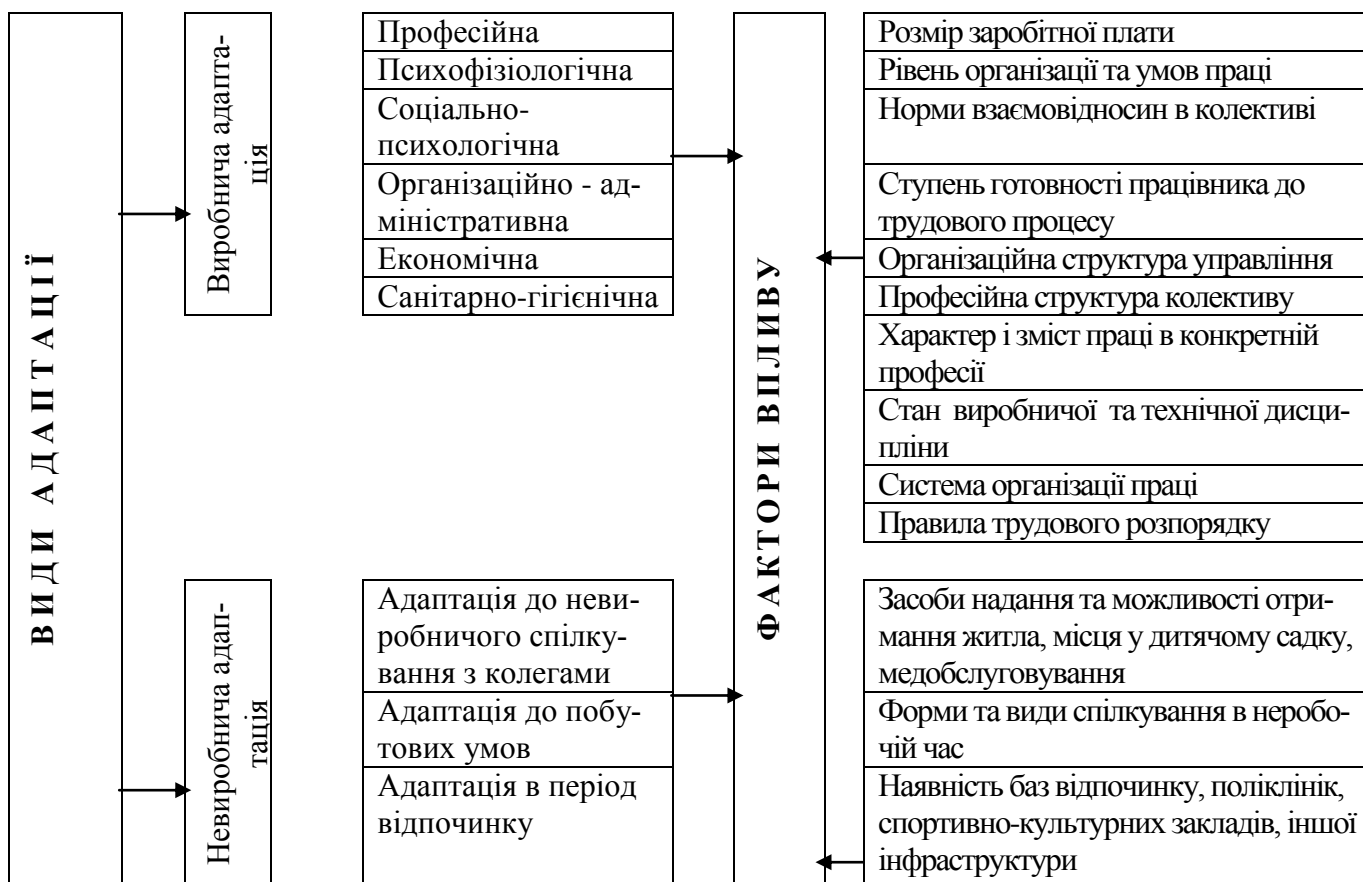 В И Д И А Д А П Т А Ц І Ї
Виробнича адапта-
ція
Професійна
Психофізіологічна
Соціально-
психологічна
Організаційно - ад-
міністративна
Економічна
Санітарно-гігієнічна
Невиробнича адап-
тація
Адаптація до неви-
робничого спілку-
вання з колегами
Адаптація до побу-
тових умов
Адаптація в період
відпочинку
Ф А К Т О Р И В П Л И В У
Розмір заробітної плати
Рівень організації та умов праці
Норми взаємовідносин в колективі
Ступень готовності працівника до
трудового процесу
Організаційна структура управління
Професійна структура колективу
Характер і зміст праці в конкретній
професії
Стан виробничої та технічної дисци-
пліни
Система організації праці
Правила трудового розпорядку
Засоби надання та можливості отри-
мання житла, місця у дитячому садку,
медобслуговування
Форми та види спілкування в неробо-
чій час
Наявність баз відпочинку, поліклінік,
спортивно-культурних закладів, іншої
інфраструктури